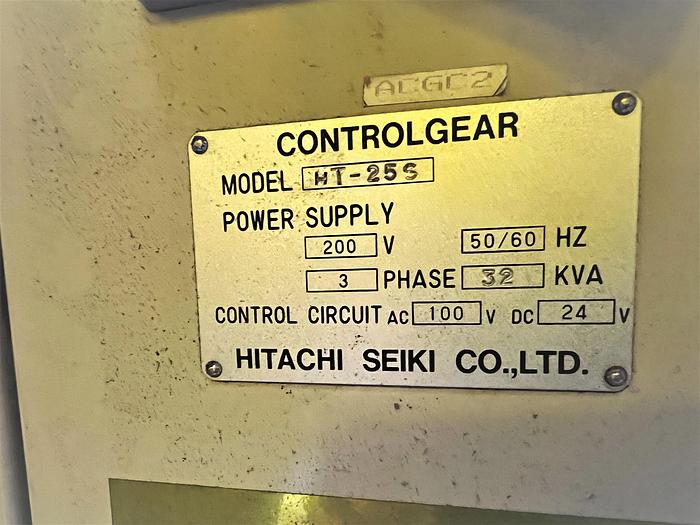 ACGC2
CONTROLGEAR
MODEL HT-25S
POWER SUPPLY
200 V 50/60 HZ
3 PHASE 32 KVA
CONTROL CIRCUIT AC 100 V DC 24 V
HITACHI SEIKI CO.,LTD.